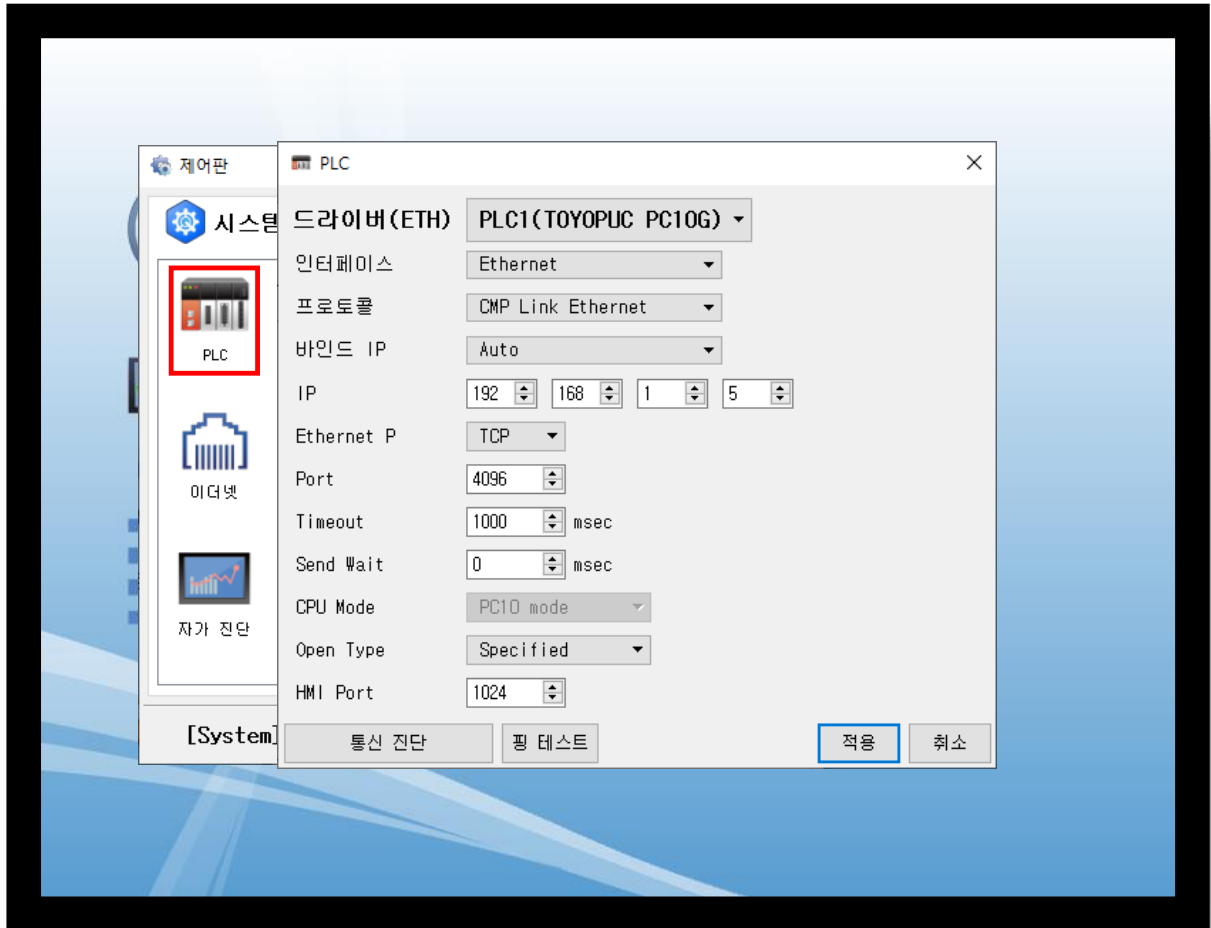 제어판
PLC
시스템
드라이버(ETH) PLC1(TOYOPUC PC10G)
인터페이스 Ethernet
프로토콜 CMP Link Ethernet
PLC
바인드 IP Auto
IP 192 168 1 5
Ethernet P TCP
Port 4096
이더넷
Timeout 1000 msec
Send Wait 0 msec
CPU Mode PC10 mode
자가 진단
Open Type Specified
HMI Port 1024
[System]
통신 진단 핑 테스트 적용 취소